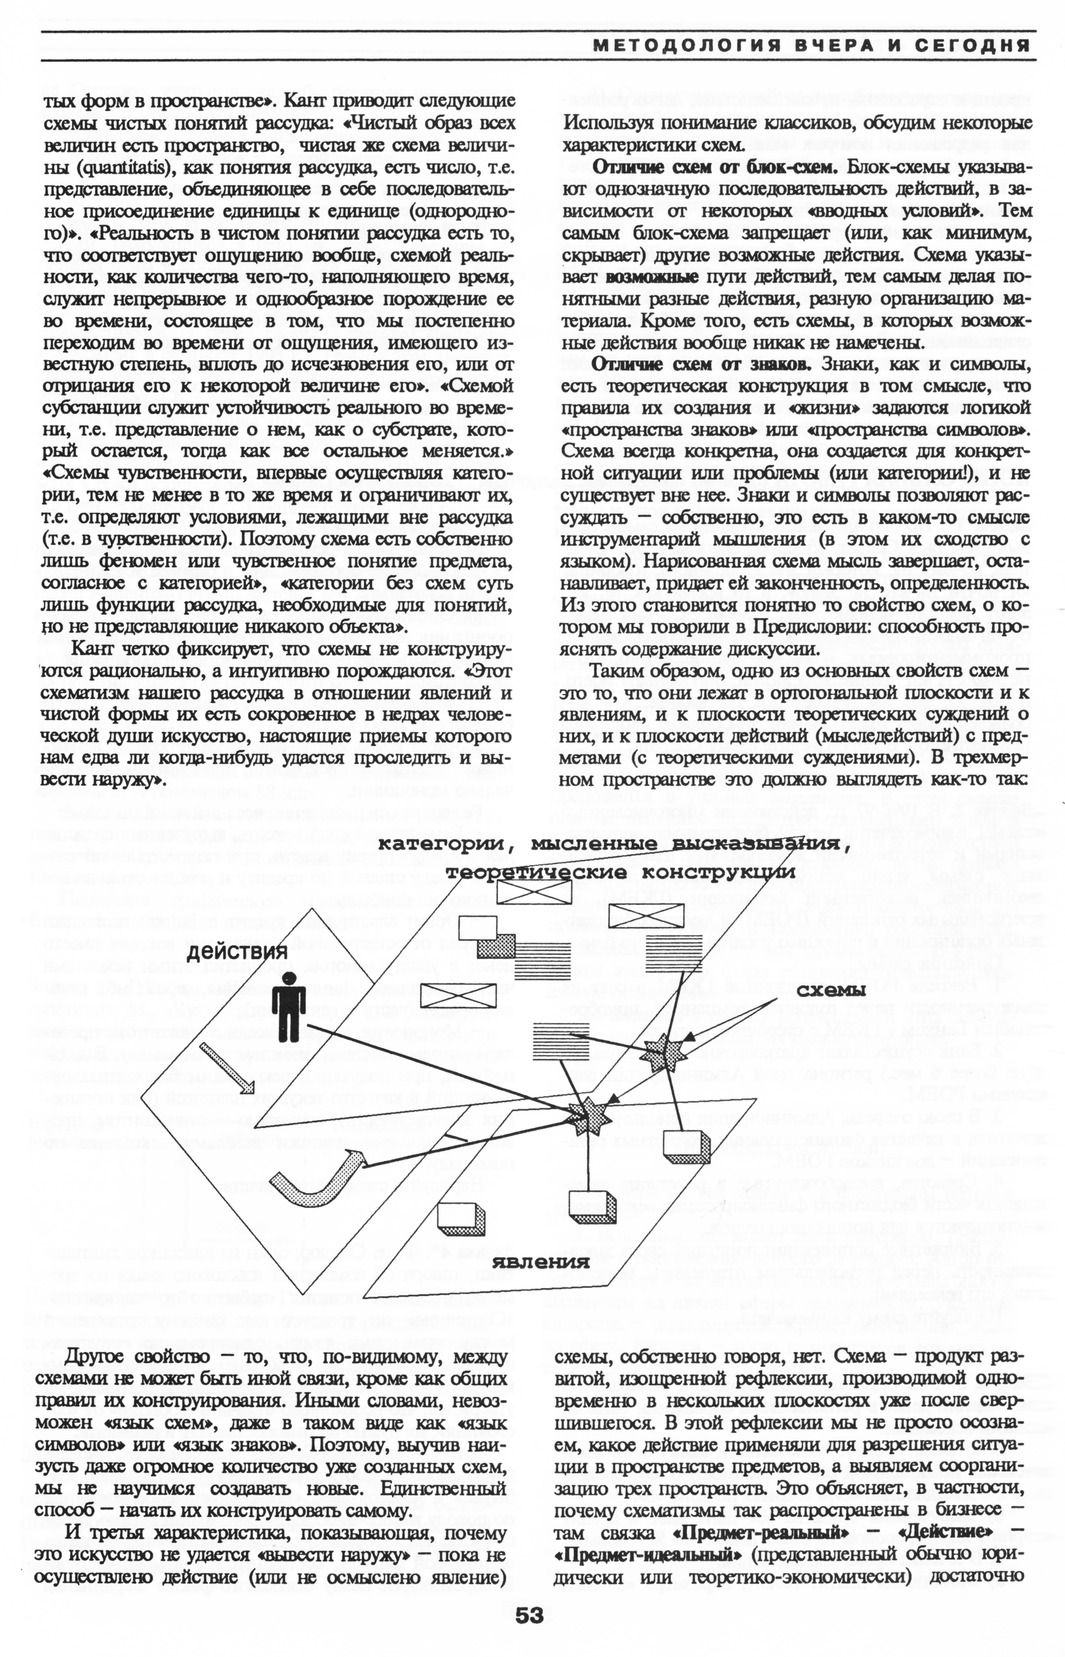 МЕТОДОЛОГИЯ ВЧЕРА И СЕГОДНЯ
тых форм в пространстве». Кант приводит следующие
схемы чистых понятий рассудка: «Чистый образ всех
величин есть пространство, чистая же схема величи-
ны (quantitatis), как понятия рассудка, есть число, т.е.
представление, объединяющее в себе последователь-
ное присоединение единицы к единице (однородно-
го)». «Реальность в чистом понятии рассудка есть то,
что соответствует ощущению вообще, схемой реаль-
ности, как количества чего-то, наполняющего время,
служит непрерывное и однообразное порождение ее
во времени, состоящее в том, что мы постепенно
переходим во времени от ощущения, имеющего из-
вестную степень, вплоть до исчезновения его, или от
отрицания его к некоторой величине его». «Схемой
субстанции служит устойчивость реального во време-
ни, т.е. представление о нем, как о субстрате, кото-
рый остается, тогда как все остальное меняется.»
«Схемы чувственности, впервые осуществляя катего-
рии, тем не менее в то же время и ограничивают их,
т.е. определяют условиями, лежащими вне рассудка
(т.е. в чувственности). Поэтому схема есть собственно
лишь феномен или чувственное понятие предмета,
согласное с категорией», «категории без схем суть
лишь функции рассудка, необходимые для понятий,
но не представляющие никакого объекта».
Кант четко фиксирует, что схемы не конструиру-
ются рационально, а интуитивно порождаются. «Этот
схематизм нашего рассудка в отношении явлений и
чистой формы их есть сокровенное в недрах челове-
ческой души искусство, настоящие приемы которого
нам едва ли когда-нибудь удастся проследить и вы-
вести наружу».
Используя понимание классиков, обсудим некоторые
характеристики схем.
Отличие схем от блок-схем. Блок-схемы указыва-
ют однозначную последовательность действий, в за-
висимости от некоторых «вводных условий». Тем
самым блок-схема запрещает (или, как минимум,
скрывает) другие возможные действия. Схема указы-
вает возможные пути действий, тем самым делая по-
нятными разные действия, разную организацию ма-
териала. Кроме того, есть схемы, в которых возмож-
ные действия вообще никак не намечены.
Отличие схем от знаков. Знаки, как и символы,
есть теоретическая конструкция в том смысле, что
правила их создания и «жизни» задаются логикой
«пространства знаков» или «пространства символов».
Схема всегда конкретна, она создается для конкрет-
ной ситуации или проблемы (или категории!), и не
существует вне нее. Знаки и символы позволяют рас-
суждать — собственно, это есть в каком-то смысле
инструментарий мышления (в этом их сходство с
языком). Нарисованная схема мысль завершает, оста-
навливает, придает ей законченность, определенность.
Из этого становится понятно то свойство схем, о ко-
тором мы говорили в Предисловии: способность про-
яснять содержание дискуссии.
Таким образом, одно из основных свойств схем —
это то, что они лежат в ортогональной плоскости и к
явлениям, и к плоскости теоретических суждений о
них, и к плоскости действий (мыследействий) с пред-
метами (с теоретическими суждениями). В трехмер-
ном пространстве это должно выглядеть как-то так:
категории, мысленные высказывания,
теоретические конструкции
действия
схемы
явления
Другое свойство — то, что, по-видимому, между
схемами не может быть иной связи, кроме как общих
правил их конструирования. Иными словами, невоз-
можен «язык схем», даже в таком виде как «язык
символов» или «язык знаков». Поэтому, выучив наи-
зусть даже огромное количество уже созданных схем,
мы не научимся создавать новые. Единственный
способ — начать их конструировать самому.
И третья характеристика, показывающая, почему
это искусство не удается «вывести наружу» — пока не
осуществлено действие (или не осмыслено явление)
схемы, собственно говоря, нет. Схема — продукт раз-
витой, изощренной рефлексии, производимой одно-
временно в нескольких плоскостях уже после свер-
шившегося. В этой рефлексии мы не просто осозна-
ем, какое действие применяли для разрешения ситуа-
ции в пространстве предметов, а выявляем соорганu-
зацию трех пространств. Это объясняет, в частности,
почему схематизмы так распространены в бизнесе —
там связка «Предмет-реальный» — «Действие» —
«Предмет-идеальный» (представленный обычно юри-
дически или теоретико-экономически) достаточно
53